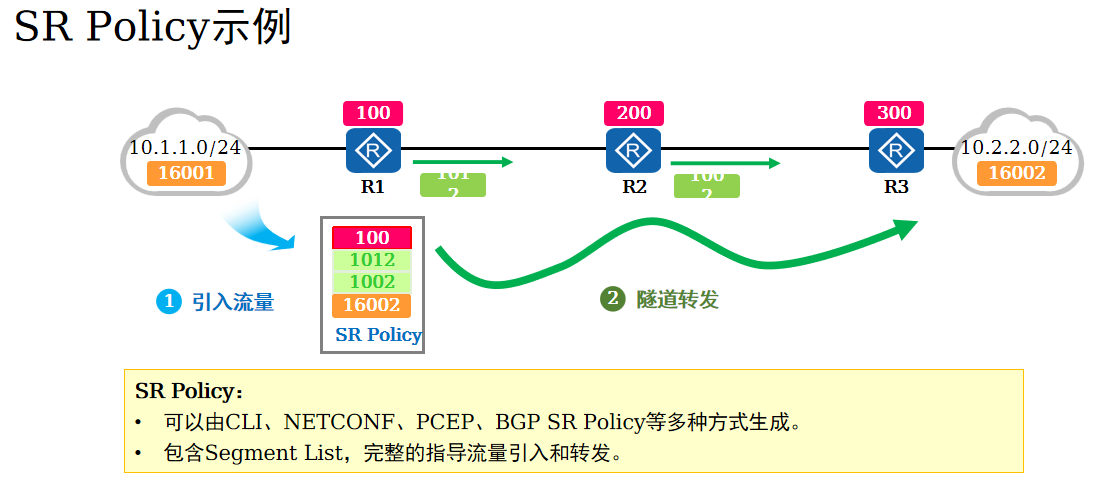 SR Policy示例
100
200
300
10.1.1.0/24
10.2.2.0/24
16001
16002
R
R
R
R1
R2
R3
101
2
100
2
100
1012
1002
16002
SR Policy
1 引入流量
2 隧道转发
SR Policy：
• 可以由CLI、NETCONF、PCEP、BGP SR Policy等多种方式生成。
• 包含Segment List，完整的指导流量引入和转发。